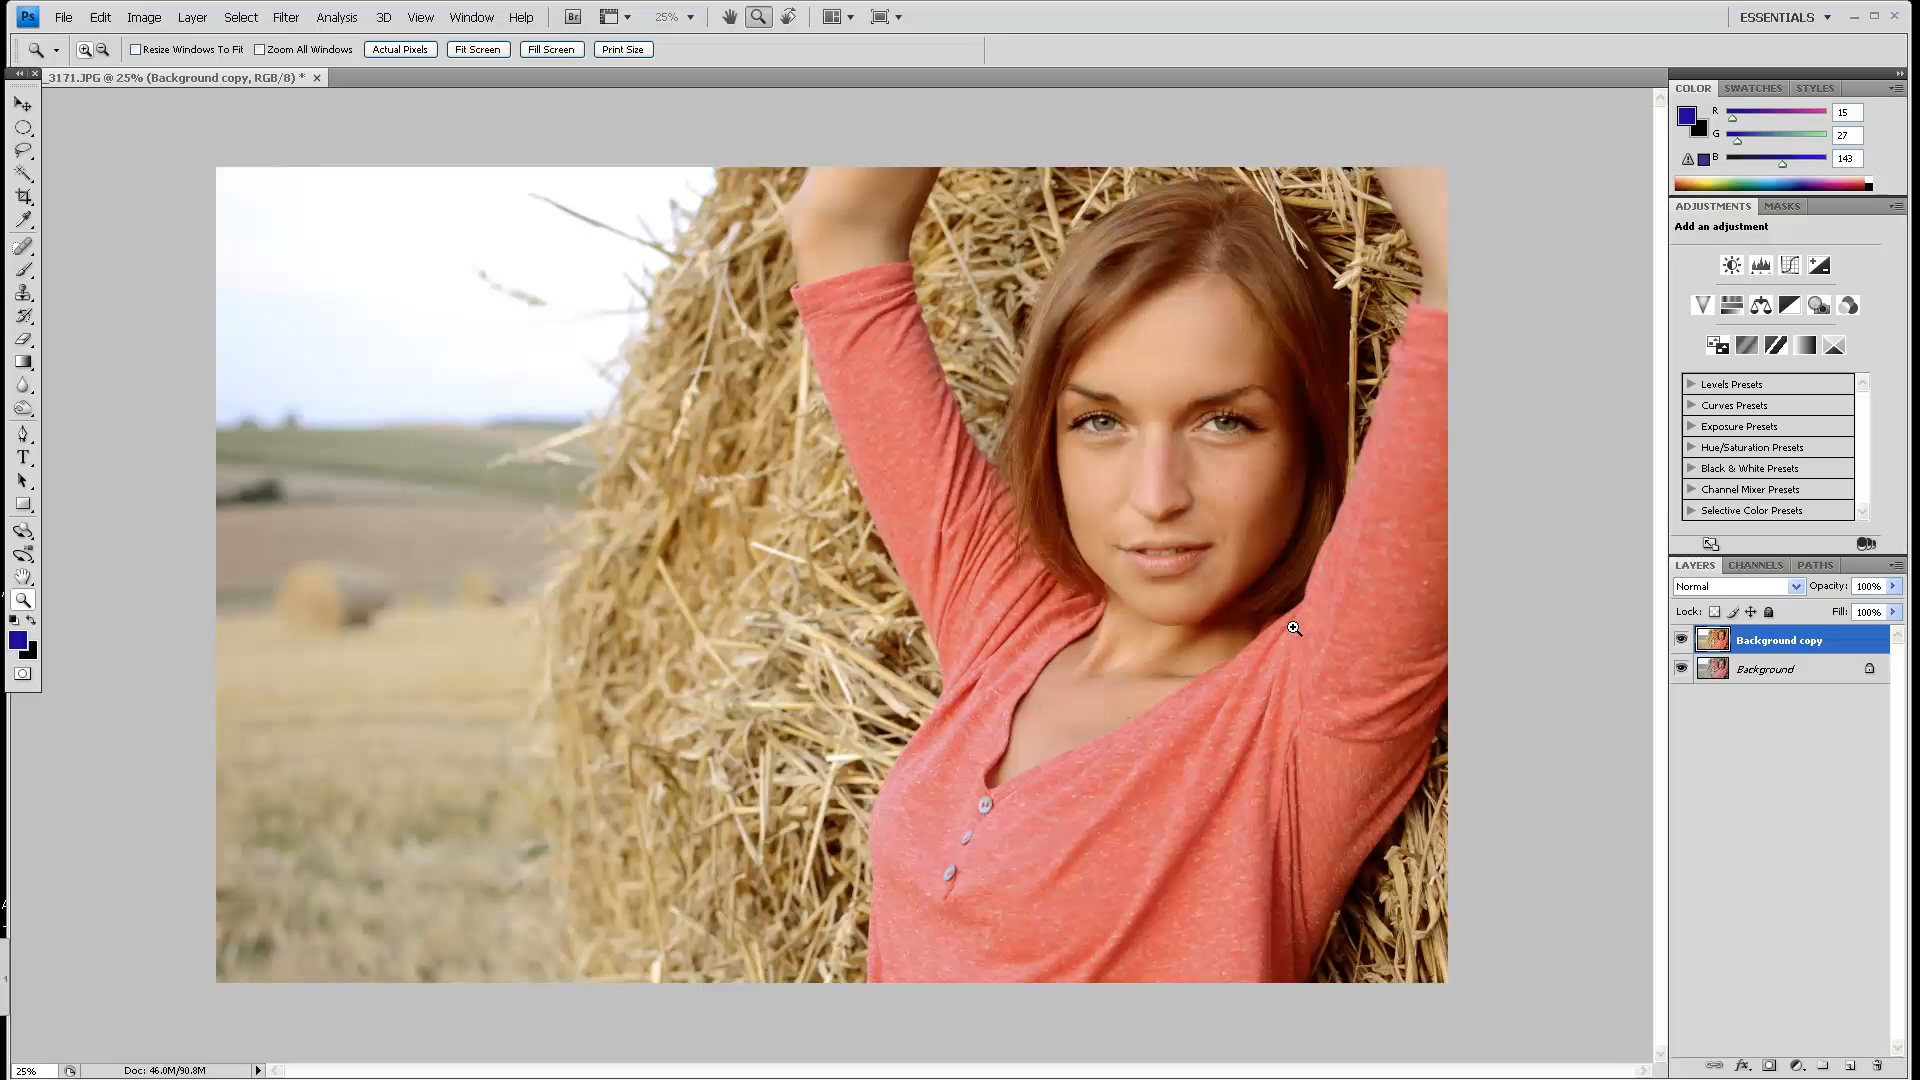 Ps File Edit Image Layer Select Filter Analysis 3D View Window Help Br 25% ESSENTIALS
Resize Windows To Fit Zoom All Windows Actual Pixels Fit Screen Fill Screen Print Size
_3171.JPG @ 25% (Background copy, RGB/8) *
COLOR SWATCHES STYLES
R 15
G 27
B 143
ADJUSTMENTS MASKS
Add an adjustment
Levels Presets
Curves Presets
Exposure Presets
Hue/Saturation Presets
Black & White Presets
Channel Mixer Presets
Selective Color Presets
LAYERS CHANNELS PATHS
Normal Opacity: 100%
Lock: Fill: 100%
Background copy
Background
fx
25% Doc: 46.0M/90.8M